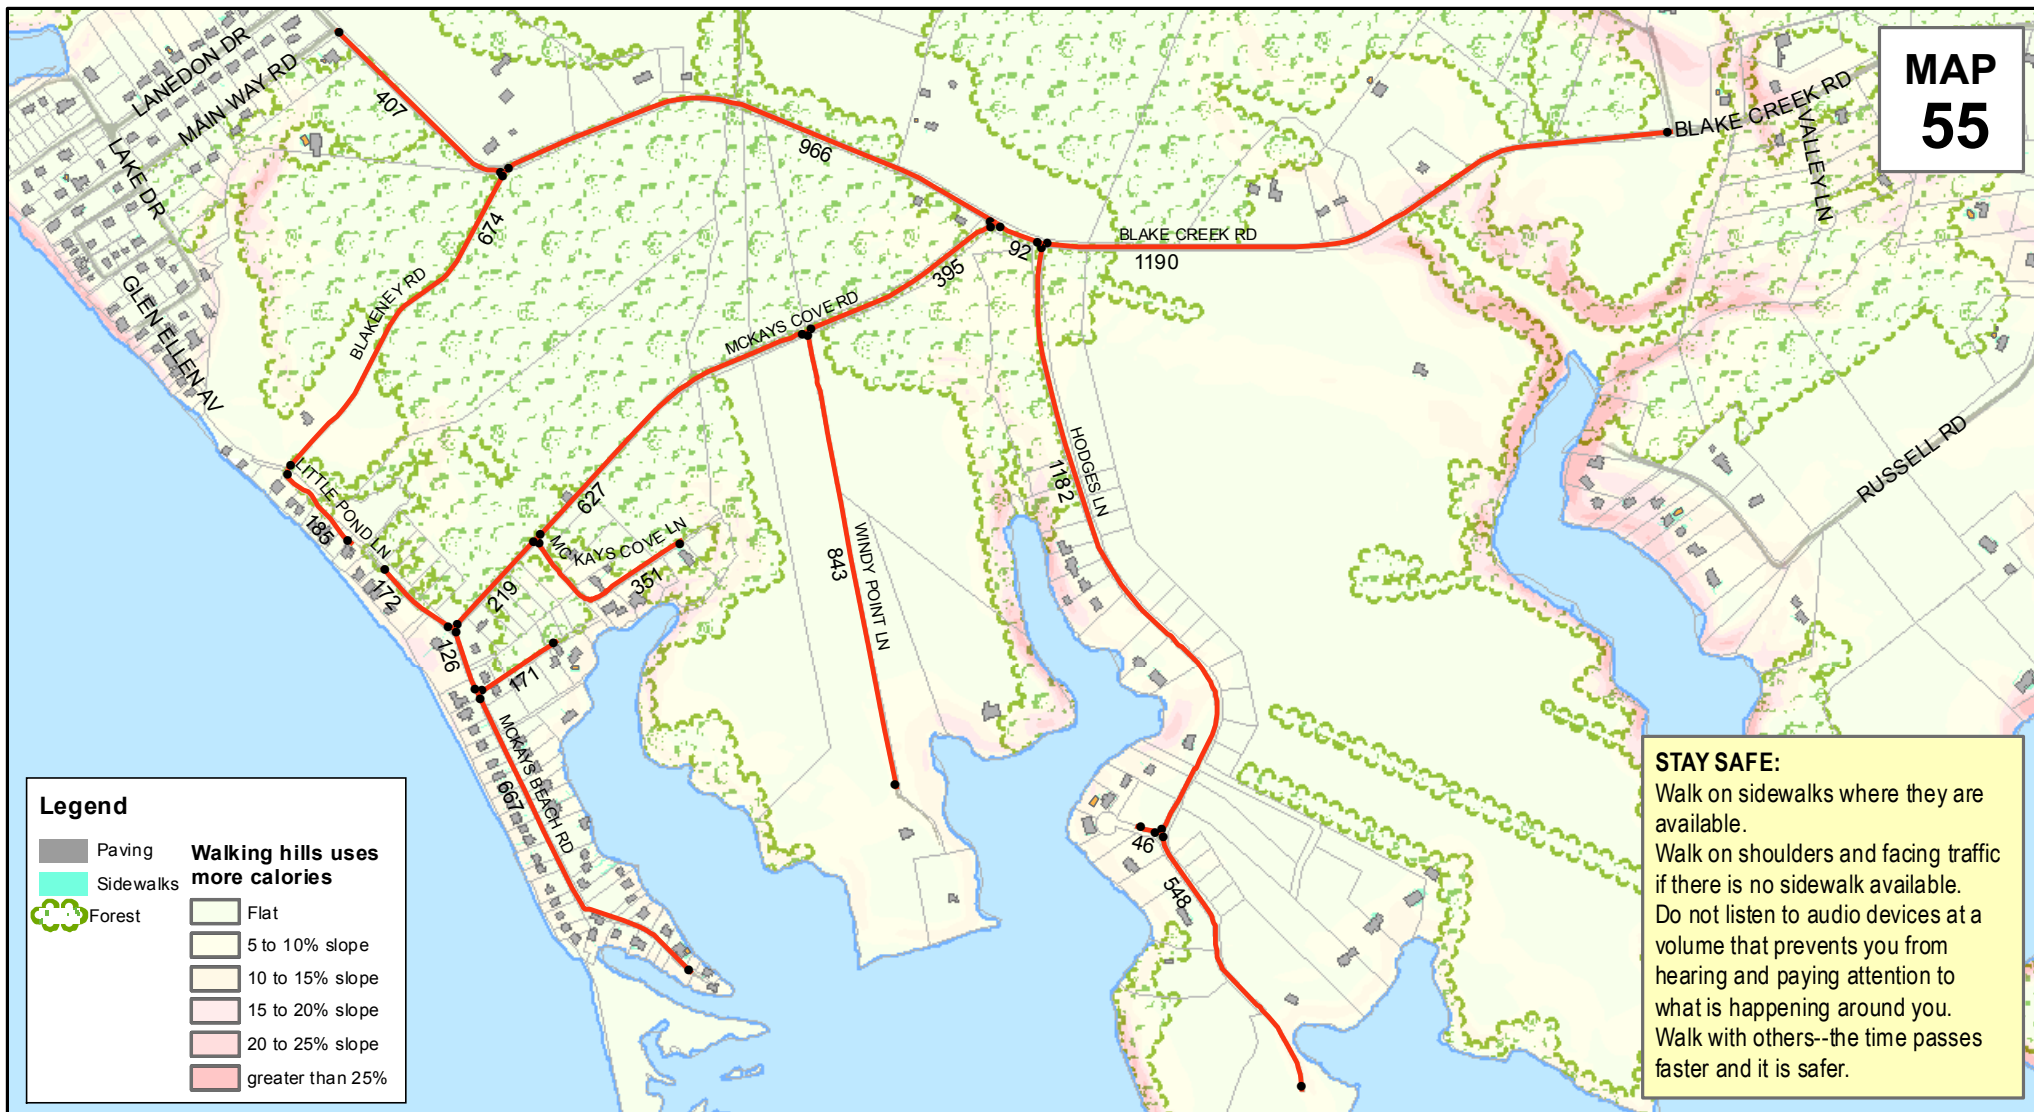 MAP
55
LANEDON DR
MAIN WAY RD
LAKE DR
GLEN ELLEN AV
407
966
674
BLAKENEY RD
92
395
BLAKE CREEK RD
1190
BLAKE CREEK RD
VALLEY LN
RUSSELL RD
MCKAYS COVE RD
627
HODGES LN
1182
LITTLE POND LN
185
172
219
MC KAYS COVE LN
351
843
WINDY POINT LN
126
171
MCKAYS BEACH RD
667
46
548
Legend
Paving
Sidewalks
Forest
Walking hills uses
more calories
Flat
5 to 10% slope
10 to 15% slope
15 to 20% slope
20 to 25% slope
greater than 25%
STAY SAFE:
Walk on sidewalks where they are
available.
Walk on shoulders and facing traffic
if there is no sidewalk available.
Do not listen to audio devices at a
volume that prevents you from
hearing and paying attention to
what is happening around you.
Walk with others--the time passes
faster and it is safer.